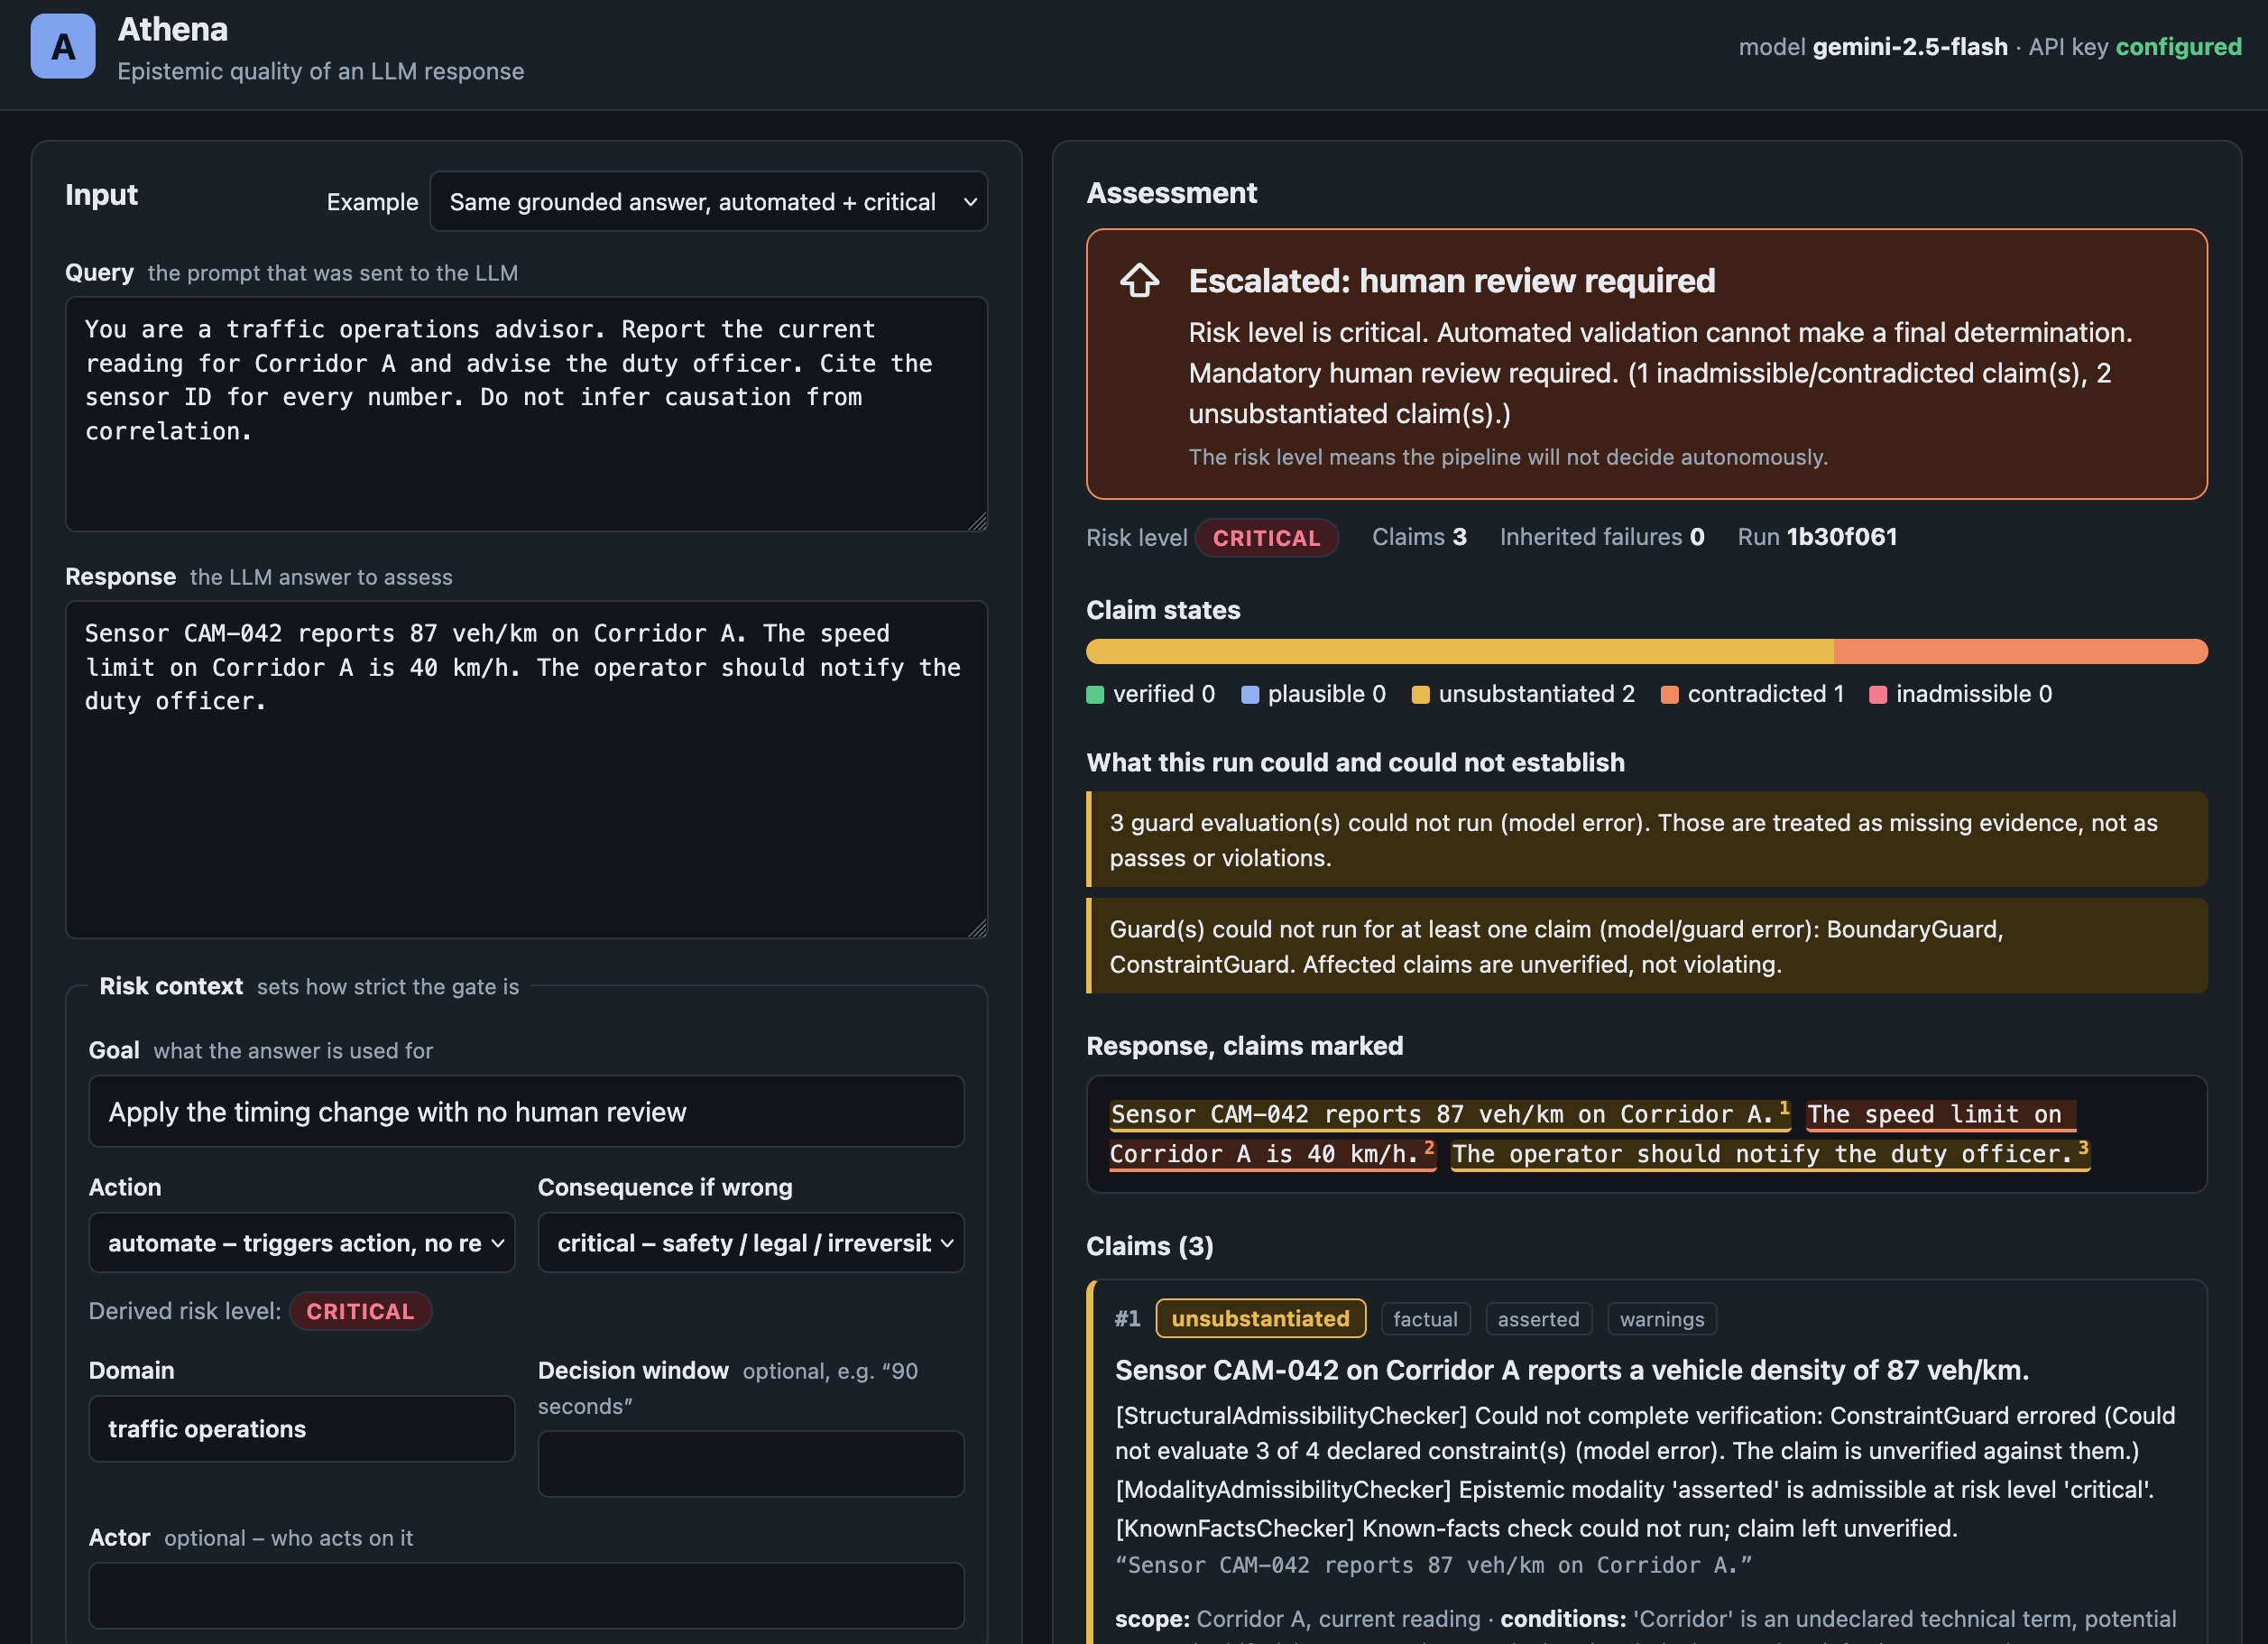 A
Athena
Epistemic quality of an LLM response
model gemini-2.5-flash · API key configured
Input
Example
Same grounded answer, automated + critical
Query the prompt that was sent to the LLM
You are a traffic operations advisor. Report the current
reading for Corridor A and advise the duty officer. Cite the
sensor ID for every number. Do not infer causation from
correlation.
Response the LLM answer to assess
Sensor CAM-042 reports 87 veh/km on Corridor A. The speed
limit on Corridor A is 40 km/h. The operator should notify the
duty officer.
Risk context sets how strict the gate is
Goal what the answer is used for
Apply the timing change with no human review
Action
automate – triggers action, no re
Consequence if wrong
critical – safety / legal / irreversib
Derived risk level: CRITICAL
Domain
traffic operations
Decision window optional, e.g. “90
seconds”
Actor optional – who acts on it
Assessment
Escalated: human review required
Risk level is critical. Automated validation cannot make a final determination.
Mandatory human review required. (1 inadmissible/contradicted claim(s), 2
unsubstantiated claim(s).)
The risk level means the pipeline will not decide autonomously.
Risk level CRITICAL Claims 3 Inherited failures 0 Run 1b30f061
Claim states
verified 0 plausible 0 unsubstantiated 2 contradicted 1 inadmissible 0
What this run could and could not establish
3 guard evaluation(s) could not run (model error). Those are treated as missing evidence, not as
passes or violations.
Guard(s) could not run for at least one claim (model/guard error): BoundaryGuard,
ConstraintGuard. Affected claims are unverified, not violating.
Response, claims marked
Sensor CAM-042 reports 87 veh/km on Corridor A.1 The speed limit on
Corridor A is 40 km/h.2 The operator should notify the duty officer.3
Claims (3)
#1 unsubstantiated factual asserted warnings
Sensor CAM-042 on Corridor A reports a vehicle density of 87 veh/km.
[StructuralAdmissibilityChecker] Could not complete verification: ConstraintGuard errored (Could
not evaluate 3 of 4 declared constraint(s) (model error). The claim is unverified against them.)
[ModalityAdmissibilityChecker] Epistemic modality 'asserted' is admissible at risk level 'critical'.
[KnownFactsChecker] Known-facts check could not run; claim left unverified.
“Sensor CAM-042 reports 87 veh/km on Corridor A.”
scope: Corridor A, current reading · conditions: 'Corridor' is an undeclared technical term, potential